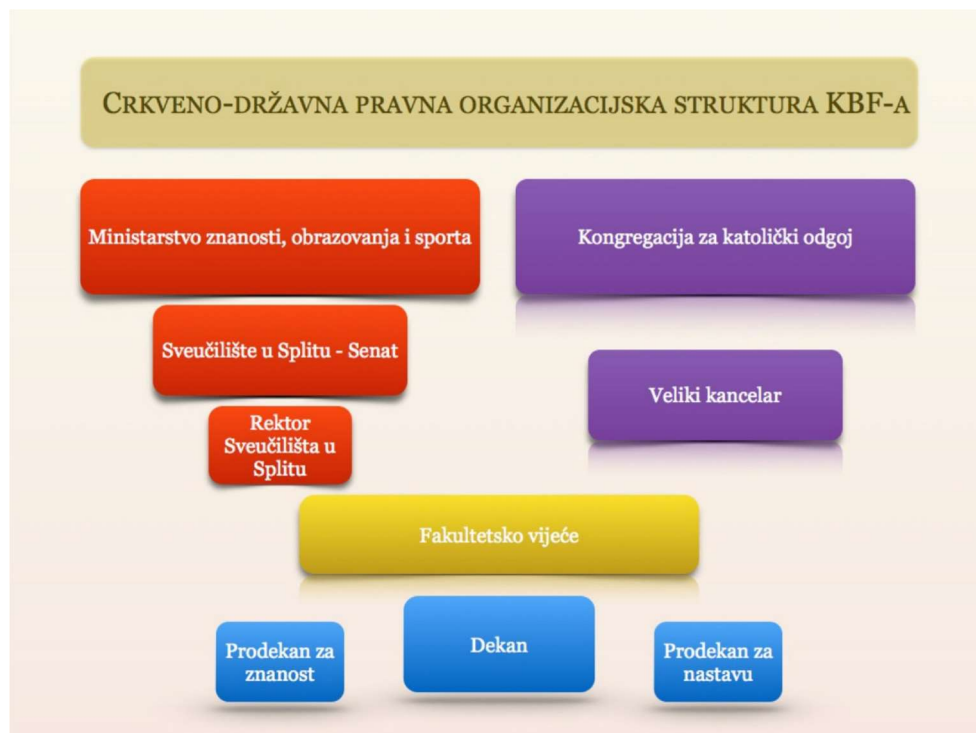 CRKVENO-DRŽAVNA PRAVNA ORGANIZACIJSKA STRUKTURA KBF-A
Ministarstvo znanosti, obrazovanja i sporta
Kongregacija za katolički odgoj
Sveučilište u Splitu - Senat
Veliki kancelar
Rektor
Sveučilišta u
Splitu
Fakultetsko vijeće
Prodekan za
znanost
Dekan
Prodekan za
nastavu